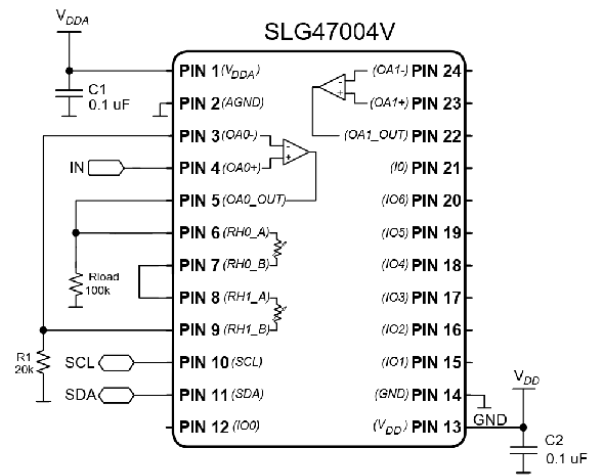 V_DDA
SLG47004V
C1
0.1 uF
PIN 1 (V_DDA)
PIN 2 (AGND)
PIN 3 (OA0-)
IN
PIN 4 (OA0+)
PIN 5 (OA0_OUT)
PIN 6 (RH0_A)
Rload
100k
PIN 7 (RH0_B)
PIN 8 (RH1_A)
PIN 9 (RH1_B)
R1
20k
SCL
PIN 10 (SCL)
SDA
PIN 11 (SDA)
PIN 12 (IO0)
(OA1-) PIN 24
(OA1+) PIN 23
(OA1_OUT) PIN 22
(I0) PIN 21
(IO6) PIN 20
(IO5) PIN 19
(IO4) PIN 18
(IO3) PIN 17
(IO2) PIN 16
(IO1) PIN 15
(GND) PIN 14
(V_DD) PIN 13
GND
V_DD
C2
0.1 uF